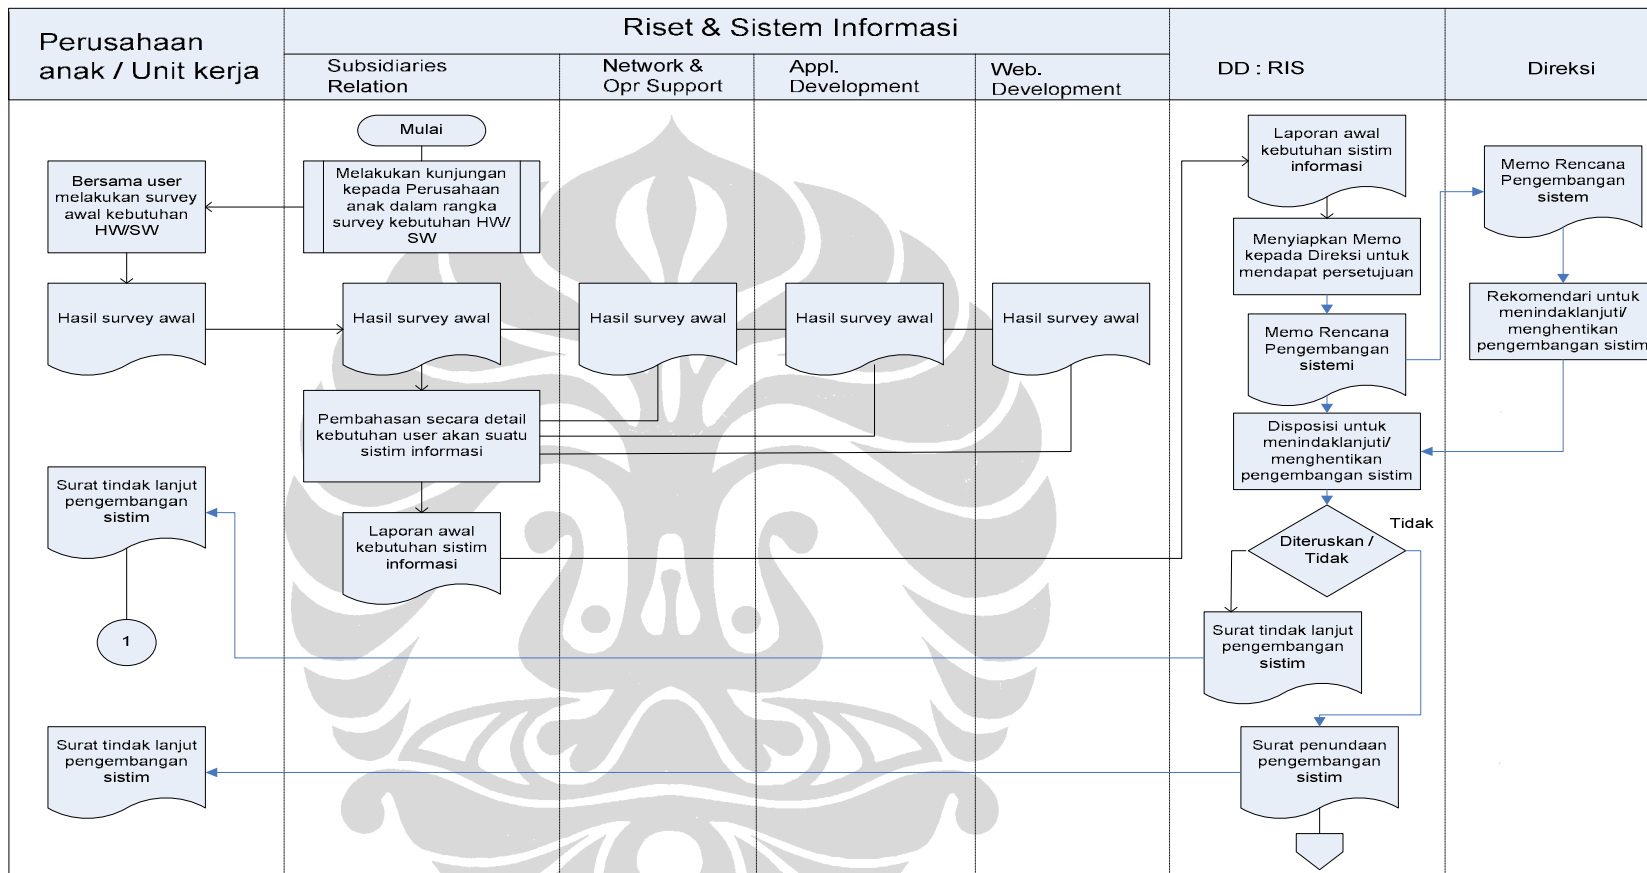 Perusahaan
anak / Unit kerja
Riset & Sistem Informasi
Subsidiaries
Relation
Network &
Opr Support
Appl.
Development
Web.
Development
DD : RIS
Direksi
Mulai
Melakukan kunjungan
kepada Perusahaan
anak dalam rangka
survey kebutuhan HW/
SW
Bersama user
melakukan survey
awal kebutuhan
HW/SW
Hasil survey awal
Hasil survey awal
Hasil survey awal
Hasil survey awal
Hasil survey awal
Pembahasan secara detail
kebutuhan user akan suatu
sistim informasi
Laporan awal
kebutuhan sistim
informasi
Laporan awal
kebutuhan sistim
informasi
Menyiapkan Memo
kepada Direksi untuk
mendapat persetujuan
Memo Rencana
Pengembangan
sistemi
Memo Rencana
Pengembangan
sistem
Rekomendari untuk
menindaklanjuti/
menghentikan
pengembangan sistim
Disposisi untuk
menindaklanjuti/
menghentikan
pengembangan sistim
Diteruskan /
Tidak
Tidak
Surat tindak lanjut
pengembangan
sistim
Surat tindak lanjut
pengembangan
sistim
1
Surat penundaan
pengembangan
sistim
Surat tindak lanjut
pengembangan
sistim